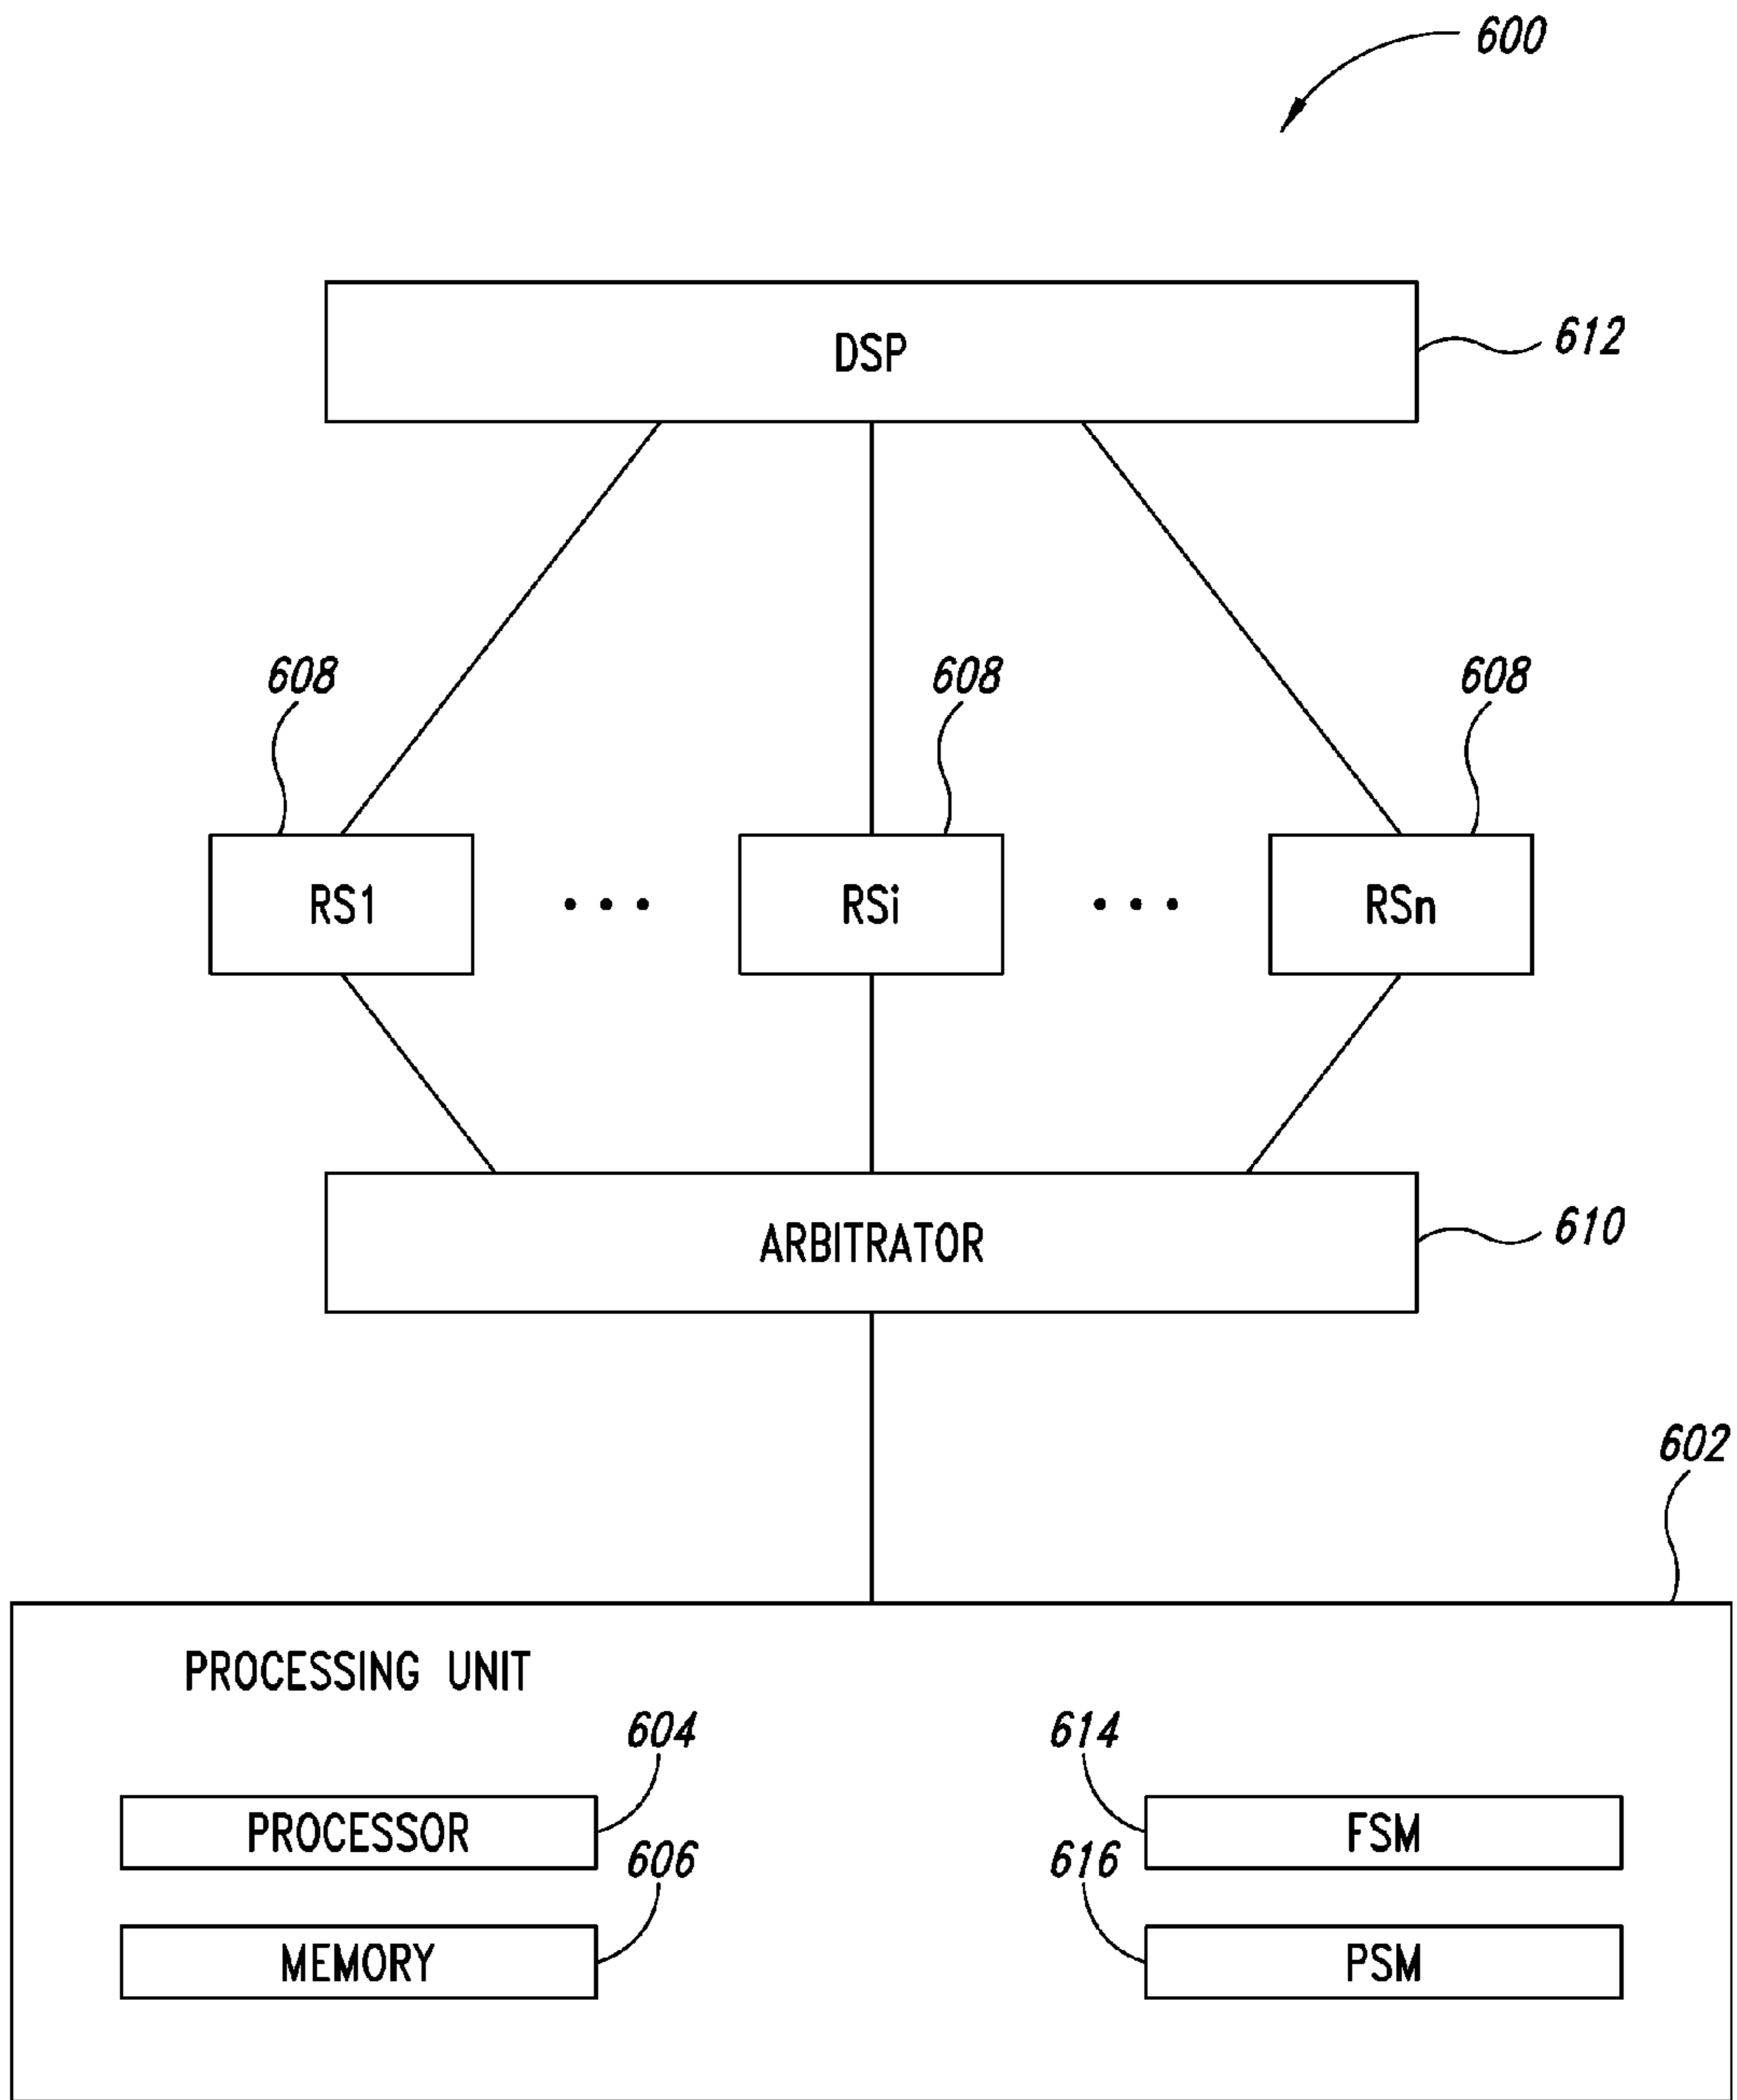 600
DSP
612
608
608
608
RS1
• • •
RSi
• • •
RSn
ARBITRATOR
610
602
PROCESSING UNIT
604
614
PROCESSOR
FSM
606
616
MEMORY
PSM